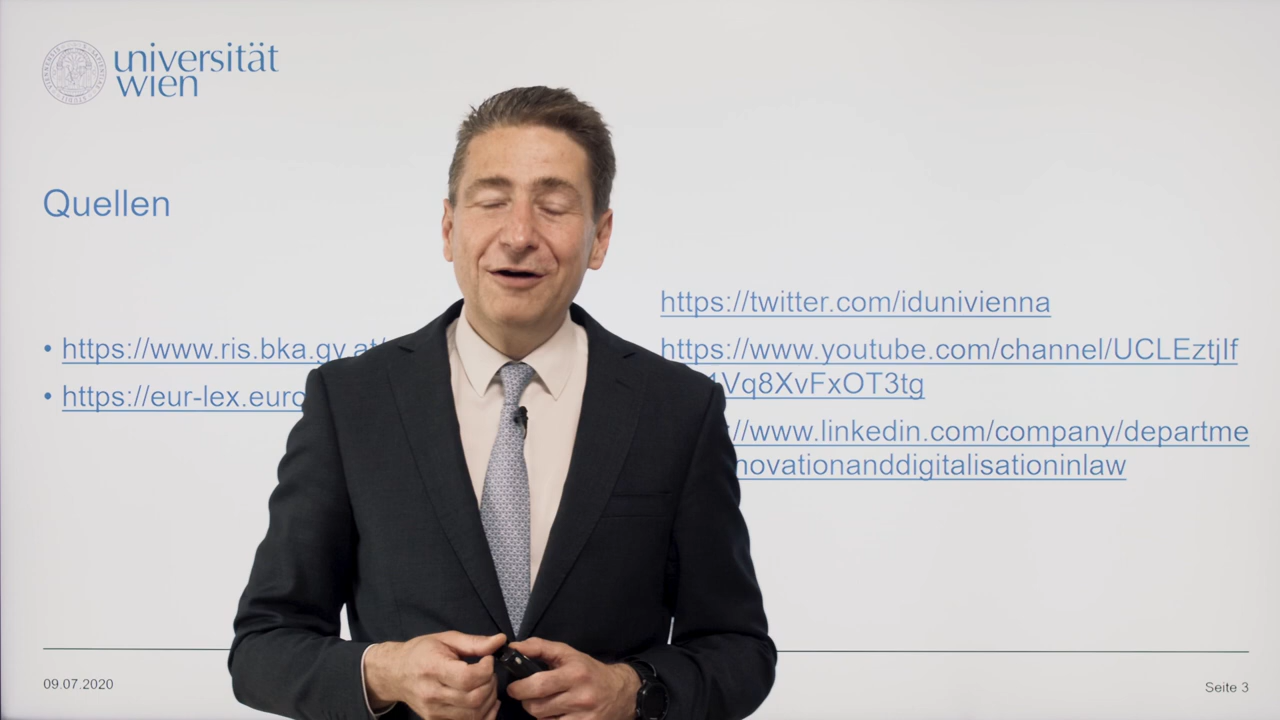 universität
wien
Quellen
• https://www.ris.bka.gv.at/
• https://eur-lex.euro
https://twitter.com/idunivienna
https://www.youtube.com/channel/UCLEztjIf
1Vq8XvFxOT3tg
//www.linkedin.com/company/departme
novationanddigitalisationinlaw
09.07.2020
Seite 3